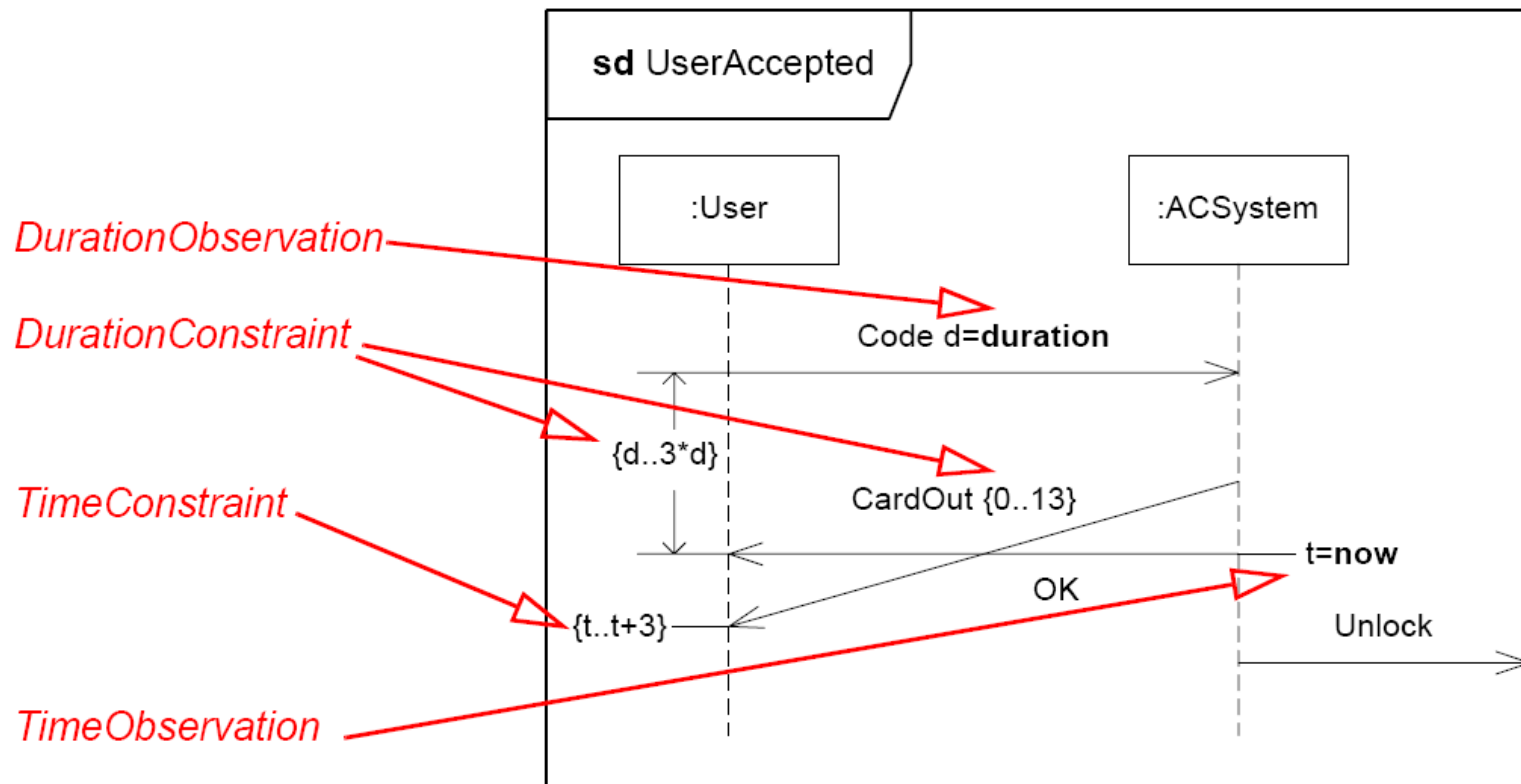 sd UserAccepted
:User
:ACSystem
DurationObservation
DurationConstraint
Code d=duration
{d..3*d}
TimeConstraint
CardOut {0..13}
t=now
OK
{t..t+3}
Unlock
TimeObservation